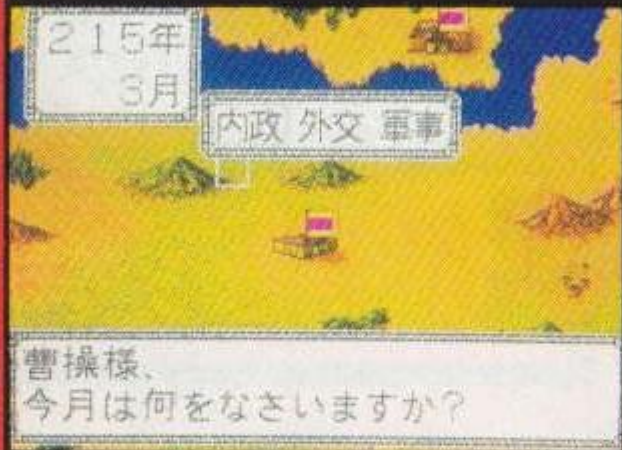 215年
3月
内政 外交 軍事
曹操様、
今月は何をなさいますか?